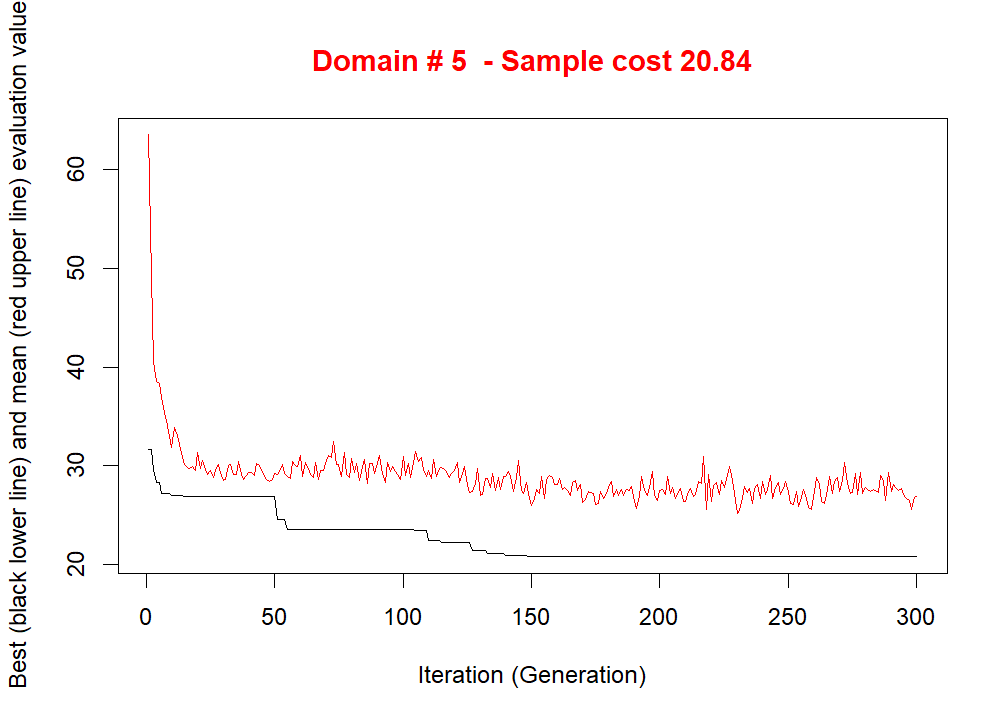 Domain # 5  - Sample cost 20.84
Best (black lower line) and mean (red upper line) evaluation value
60
50
40
30
20
0 50 100 150 200 250 300
Iteration (Generation)